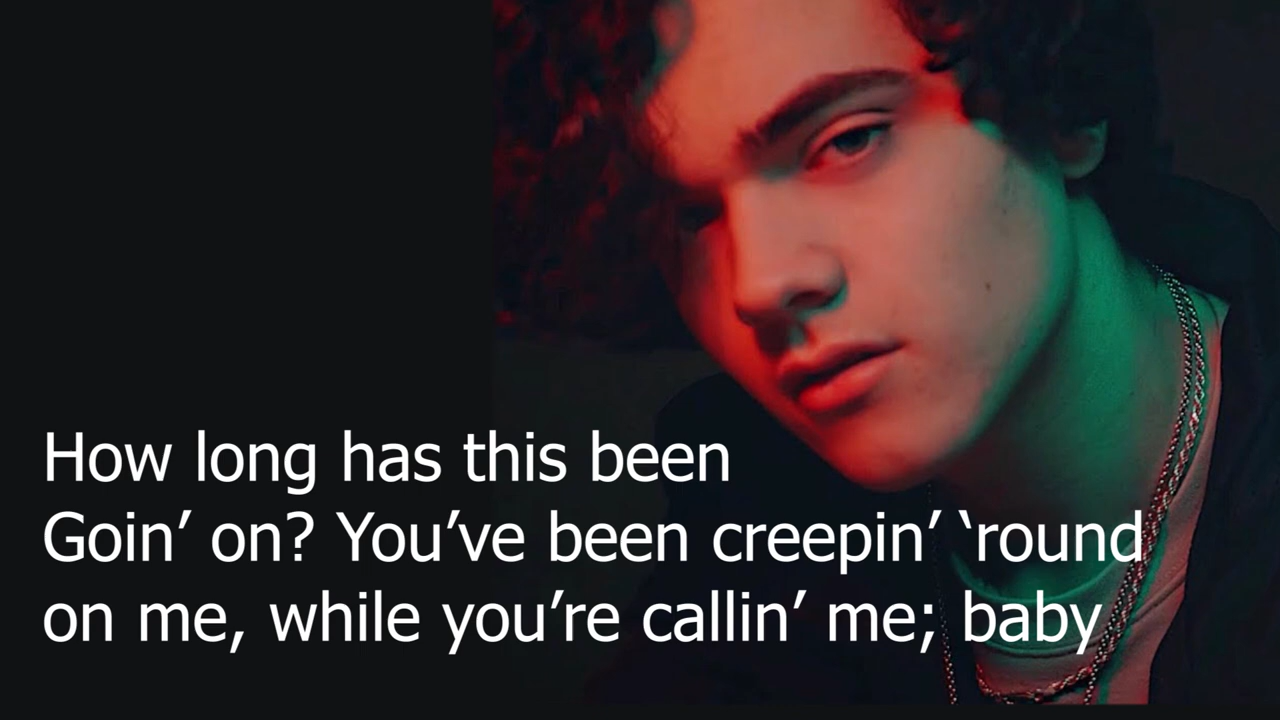 How long has this been
Goin’ on? You’ve been creepin’ ‘round
on me, while you’re callin’ me; baby